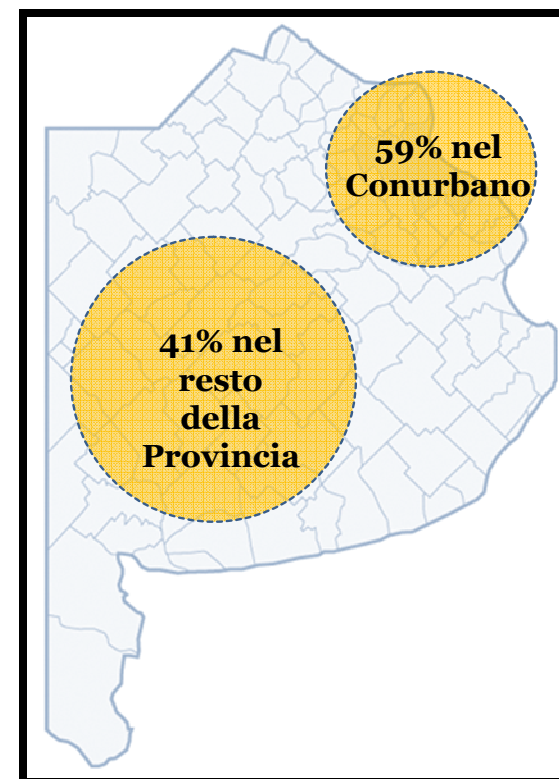 59% nel
Conurbano
41% nel
resto
della
Provincia